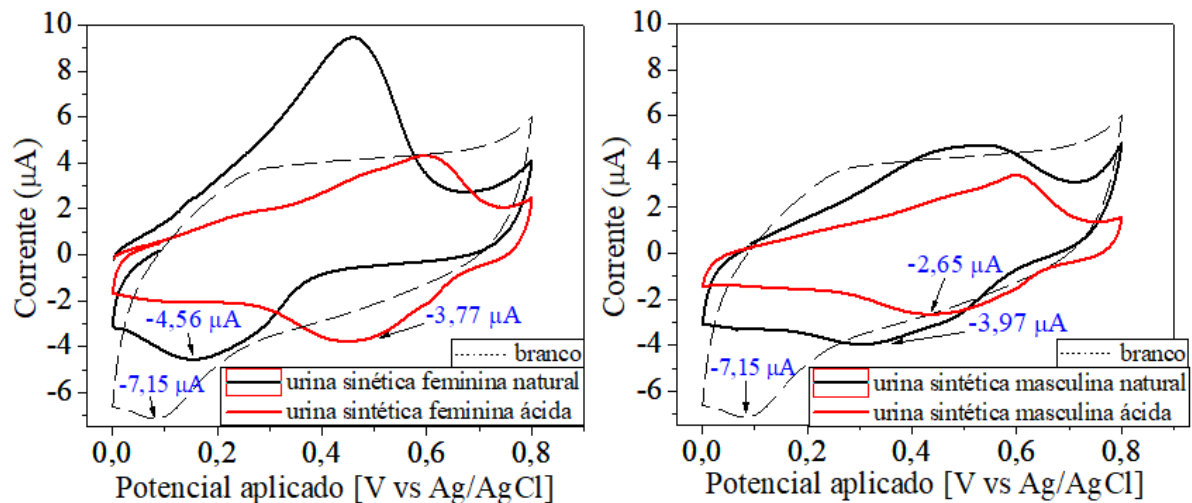 10
8
6
4
2
0
-2
-4
-6
Corrente (μA)
-4,56 μA
-3,77 μA
-7,15 μA
branco
urina sinética feminina natural
urina sintética feminina ácida
0,0 0,2 0,4 0,6 0,8
Potencial aplicado [V vs Ag/AgCl]
10
8
6
4
2
0
-2
-4
-6
Corrente (μA)
-2,65 μA
-3,97 μA
-7,15 μA
branco
urina sintética masculina natural
urina sintética masculina ácida
0,0 0,2 0,4 0,6 0,8
Potencial aplicado [V vs Ag/AgCl]